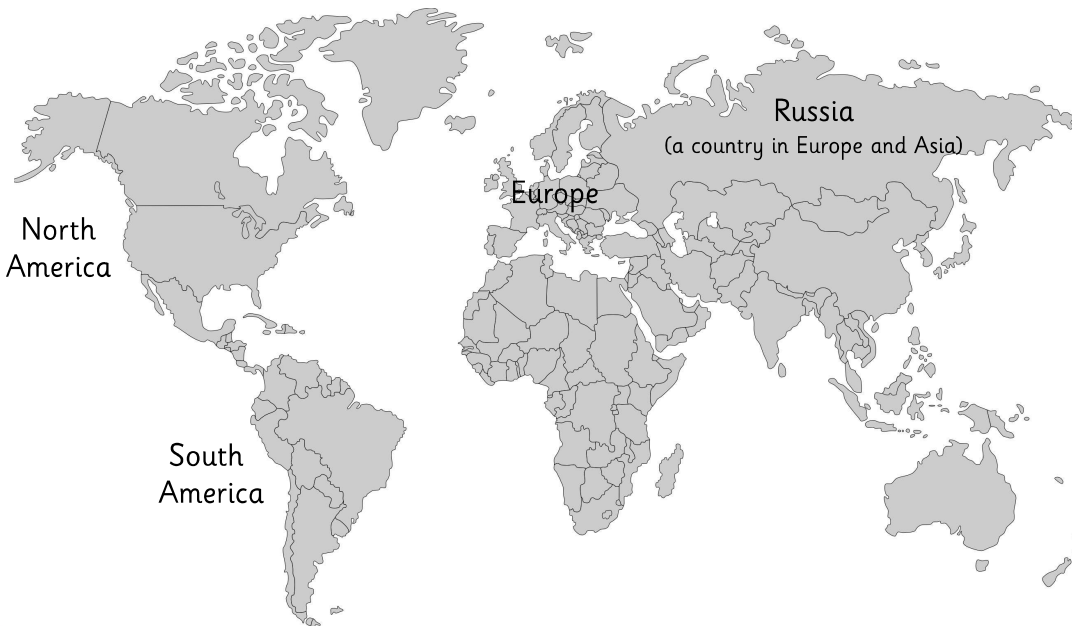 Russia
(a country in Europe and Asia)
Europe
North
America
South
America